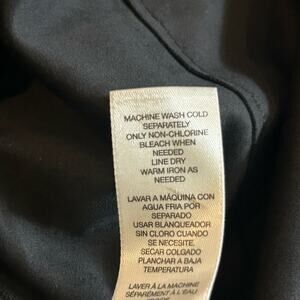 MACHINE WASH COLD
SEPARATELY
ONLY NON-CHLORINE
BLEACH WHEN
NEEDED
LINE DRY
WARM IRON AS
NEEDED
LAVAR A MÁQUINA CON
AGUA FRIA POR
SEPARADO
USAR BLANQUEADOR
SIN CLORO CUANDO
SE NECESITE.
SECAR COLGADO
PLANCHAR A BAJA
TEMPERATURA
LAVER À LA MACHINE
SÉPARÉMENT À L'EAU